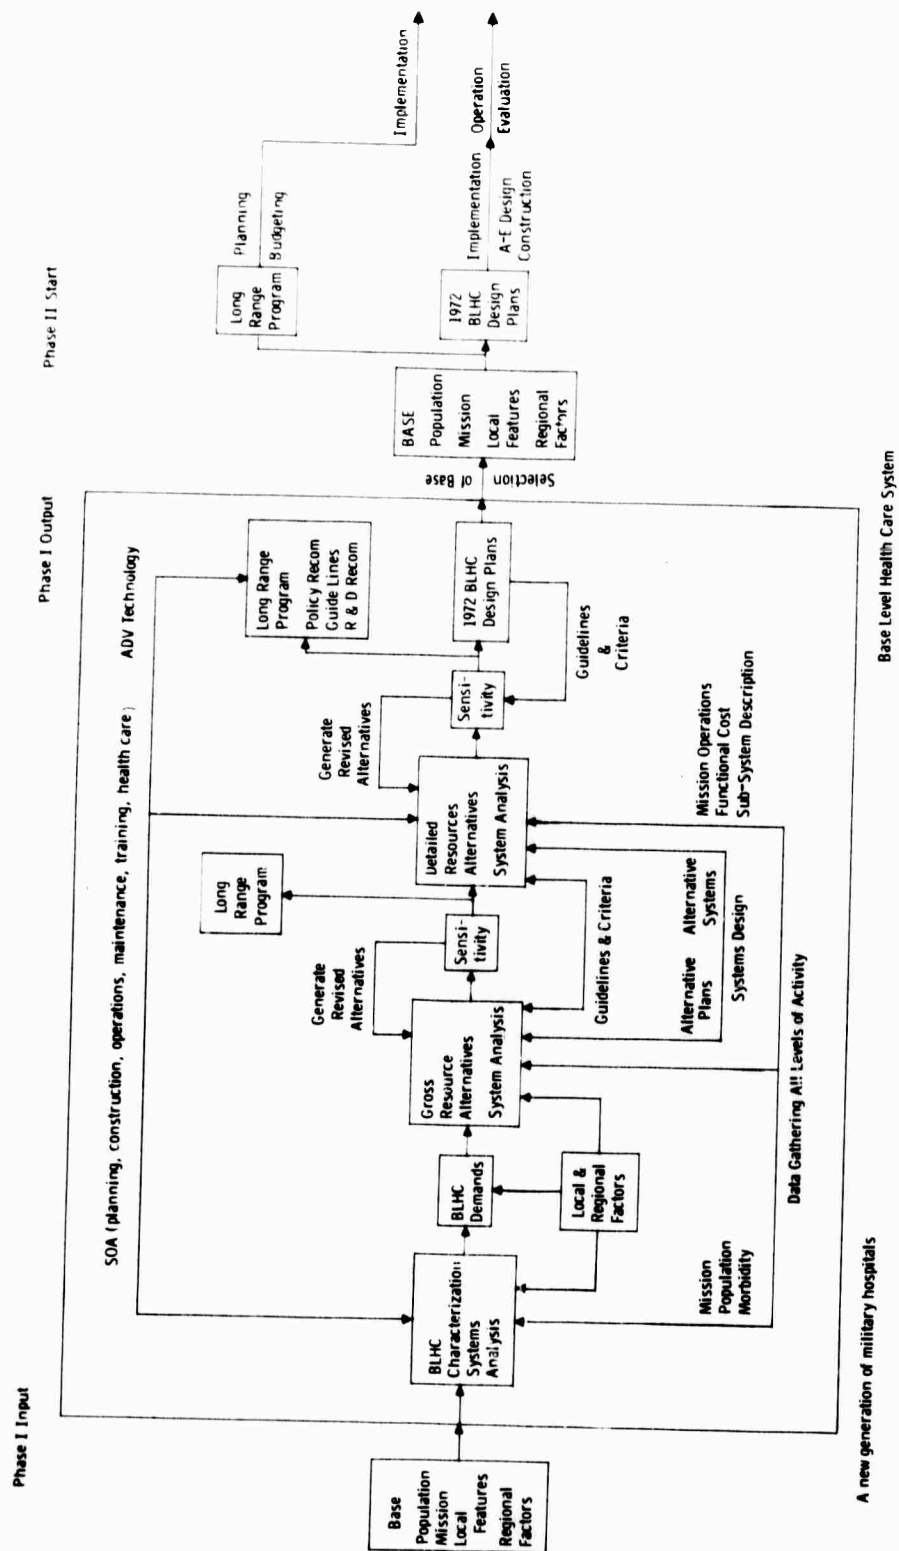 Phase I Input
Phase I Output
Phase II Start
SOA (planning, construction, operations, maintenance, training, health care)
ADV Technology
Base
Population
Mission
Local
Features
Regional
Factors
BLHC
Characterization
Systems
Analysis
BLHC
Demands
Local &
Regional
Factors
Gross
Resource
Alternatives
System Analysis
Generate
Revised
Alternatives
Sensi-
tivity
Long
Range
Program
Detailed
Resources
Alternatives
System Analysis
Generate
Revised
Alternatives
Sensi-
tivity
Long Range
Program
Policy Recom
Guide Lines
R & D Recom
1972 BLHC
Design Plans
Guidelines
&
Criteria
Guidelines & Criteria
Alternative
Plans
Alternative
Systems
Systems Design
Mission
Population
Morbidity
Data Gathering All Levels of Activity
Mission Operations
Functional Cost
Sub-System Description
Selection
of Base
BASE
Population
Mission
Local
Features
Regional
Factors
Long
Range
Program
Planning
Budgeting
Implementation
1972
BLHC
Design
Plans
Implementation
A-E Design
Construction
Operation
Evaluation
A new generation of military hospitals
Base Level Health Care System